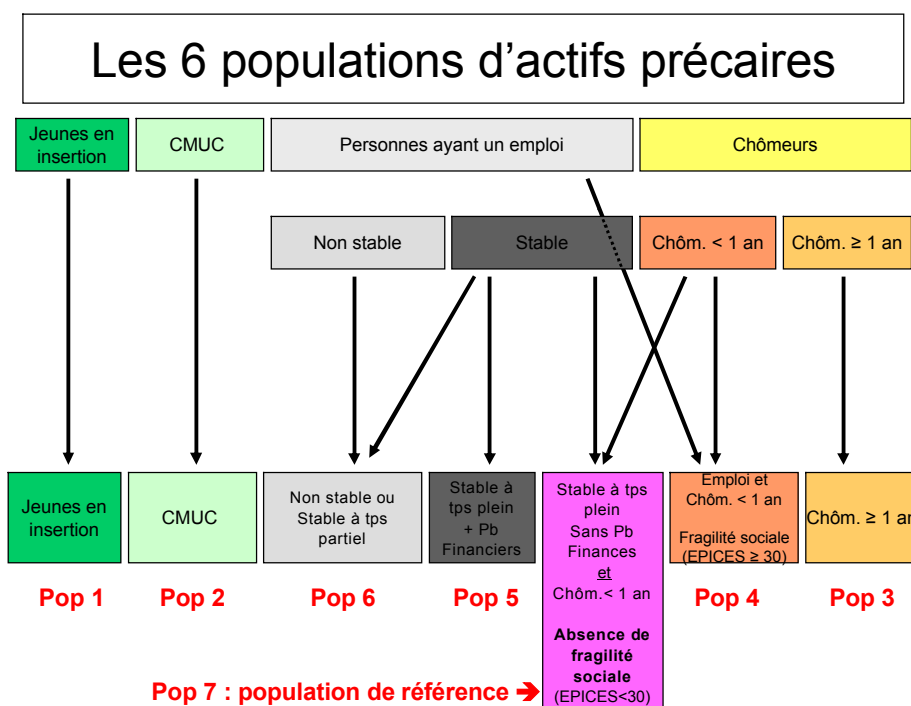 Les 6 populations d’actifs précaires
Jeunes en
insertion
CMUC
Personnes ayant un emploi
Chômeurs
Non stable
Stable
Chôm. < 1 an
Chôm. ≥ 1 an
Jeunes en
insertion
CMUC
Non stable ou
Stable à tps
partiel
Stable à
tps plein
+ Pb
Financiers
Stable à tps
plein
Sans Pb
Finances
et
Chôm.< 1 an
Absence de
fragilité
sociale
(EPICES<30)
Emploi et
Chôm. < 1 an
Fragilité sociale
(EPICES ≥ 30)
Chôm. ≥ 1 an
Pop 1
Pop 2
Pop 6
Pop 5
Pop 4
Pop 3
Pop 7 : population de référence ➔